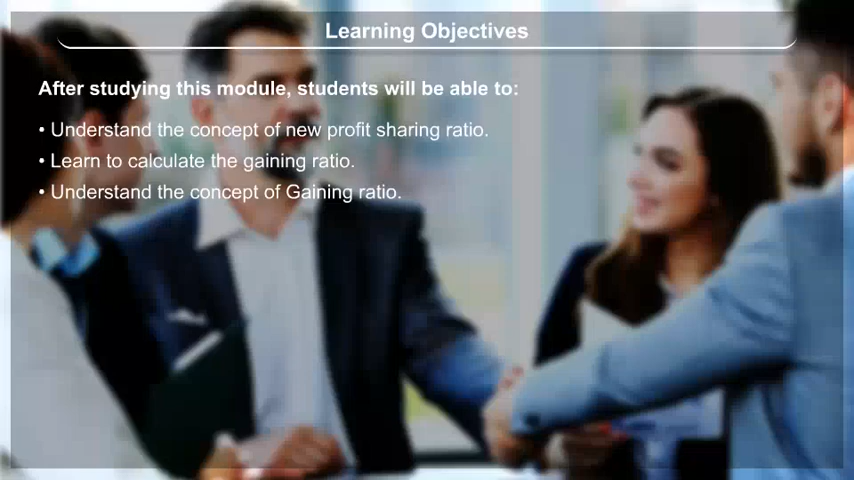 Learning Objectives
After studying this module, students will be able to:
• Understand the concept of new profit sharing ratio.
• Learn to calculate the gaining ratio.
• Understand the concept of Gaining ratio.